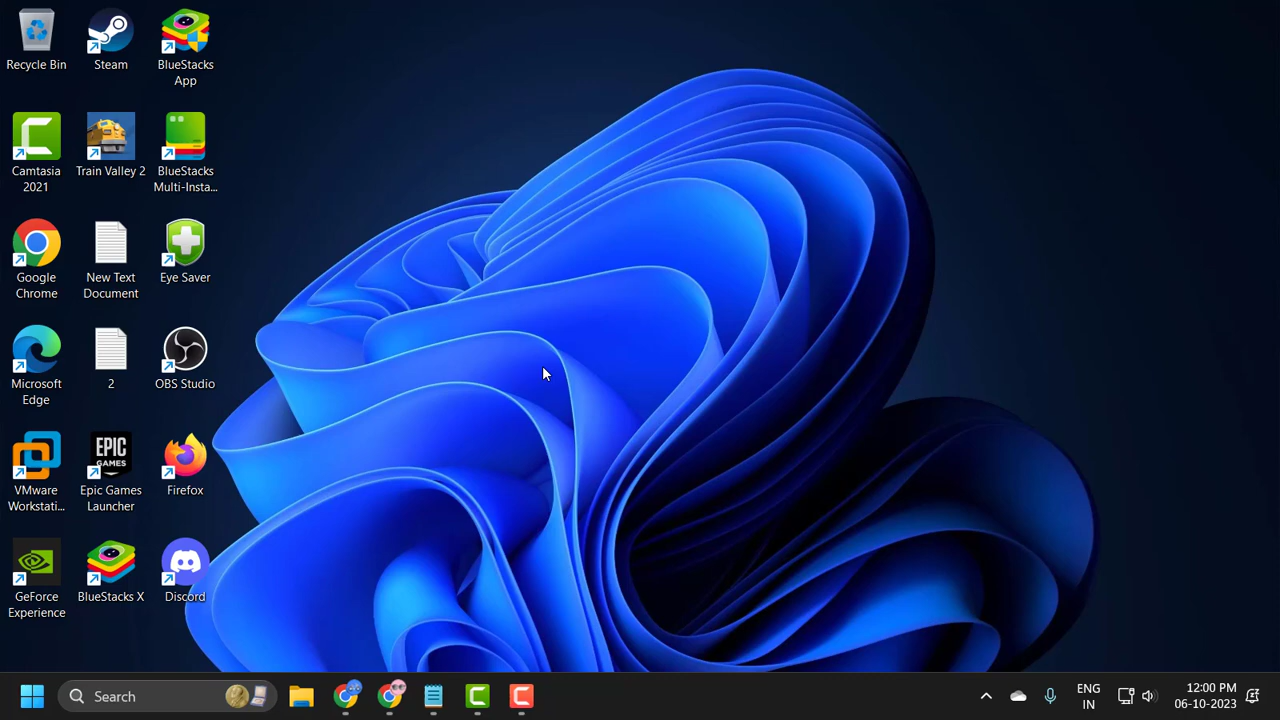 Recycle Bin
Steam
BlueStacks
App
Camtasia
2021
Train Valley 2
BlueStacks
Multi-Insta...
Google
Chrome
New Text
Document
Eye Saver
Microsoft
Edge
2
OBS Studio
VMware
Workstati...
EPIC
GAMES
Epic Games
Launcher
Firefox
GeForce
Experience
BlueStacks X
Discord
Search
ENG
IN
12:00 PM
06-10-2023